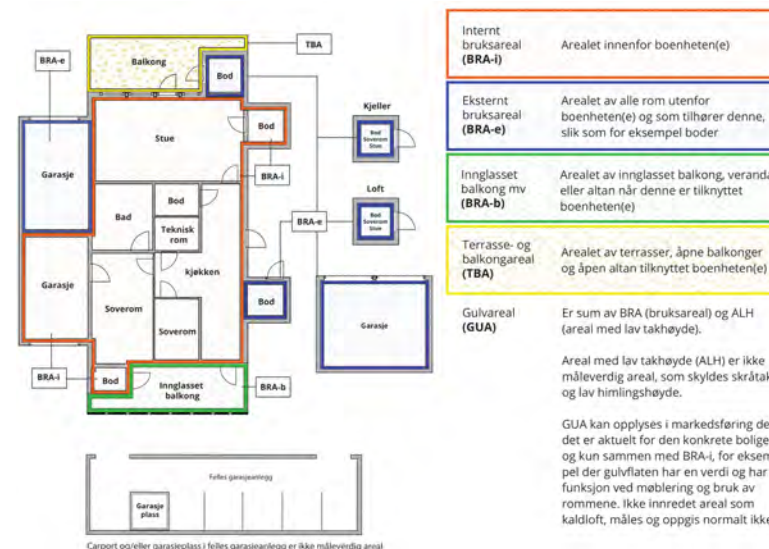 TBA
BRA-e
Balkong
Bod
Kjeller
Stue
Bod
Bod
Soverom
Stue
Garasje
BRA-i
Loft
Bad
Bod
Teknisk
rom
BRA-e
Bod
Soverom
Stue
Garasje
kjøkken
Soverom
Soverom
Bod
Garasje
BRA-i
Bod
Innglasset
balkong
BRA-b
Felles garasjeanlegg
Garasje
plass
Carport og/eller garasjeplass i felles garasjeanlegg er ikke måleverdig areal
Internt
bruksareal
(BRA-i)
Arealet innenfor boenheten(e)
Eksternt
bruksareal
(BRA-e)
Arealet av alle rom utenfor
boenheten(e) og som tilhører denne,
slik som for eksempel boder
Innglasset
balkong mv
(BRA-b)
Arealet av innglasset balkong, veranda
eller altan når denne er tilknyttet
boenheten(e)
Terrasse- og
balkongareal
(TBA)
Arealet av terrasser, åpne balkonger
og åpen altan tilknyttet boenheten(e)
Gulvareal
(GUA)
Er sum av BRA (bruksareal) og ALH
(areal med lav takhøyde).
Areal med lav takhøyde (ALH) er ikke
måleverdig areal, som skyldes skråtak
og lav himlingshøyde.
GUA kan opplyses i markedsføring de
det er aktuelt for den konkrete bolige
og kun sammen med BRA-i, for eksem
pel der gulvflaten har en verdi og har
funksjon ved møblering og bruk av
rommene. Ikke innredet areal som
kaldloft, måles og oppgis normalt ikke